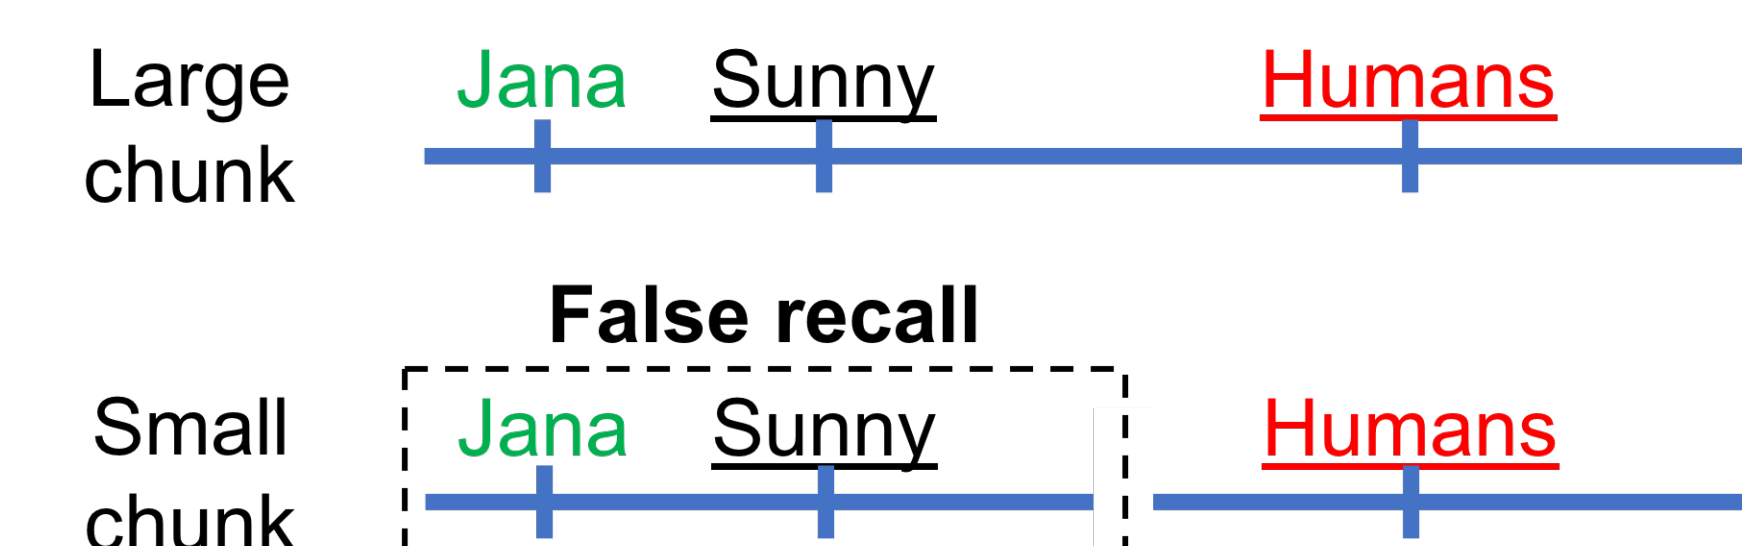 Large
chunk
Jana Sunny Humans
False recall
Small
chunk
Jana Sunny Humans